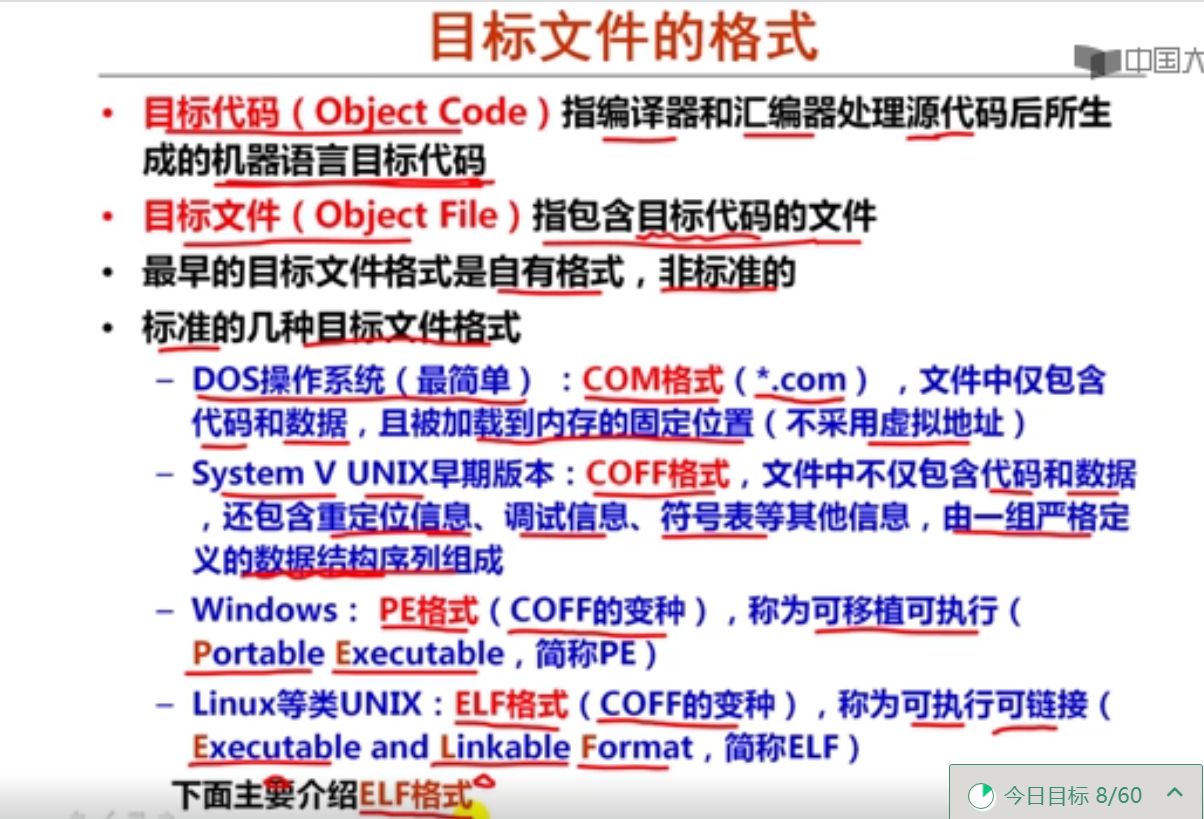 目标文件的格式
中国大
• 目标代码（Object Code）指编译器和汇编器处理源代码后所生
成的机器语言目标代码
• 目标文件（Object File）指包含目标代码的文件
• 最早的目标文件格式是自有格式，非标准的
• 标准的几种目标文件格式
– DOS操作系统（最简单）：COM格式（*.com），文件中仅包含
代码和数据，且被加载到内存的固定位置（不采用虚拟地址）
– System V UNIX早期版本：COFF格式，文件中不仅包含代码和数据
，还包含重定位信息、调试信息、符号表等其他信息，由一组严格定
义的数据结构序列组成
– Windows： PE格式（COFF的变种），称为可移植可执行（
Portable Executable，简称PE）
– Linux等类UNIX：ELF格式（COFF的变种），称为可执行可链接（
Executable and Linkable Format，简称ELF）
下面主要介绍ELF格式
今日目标 8/60